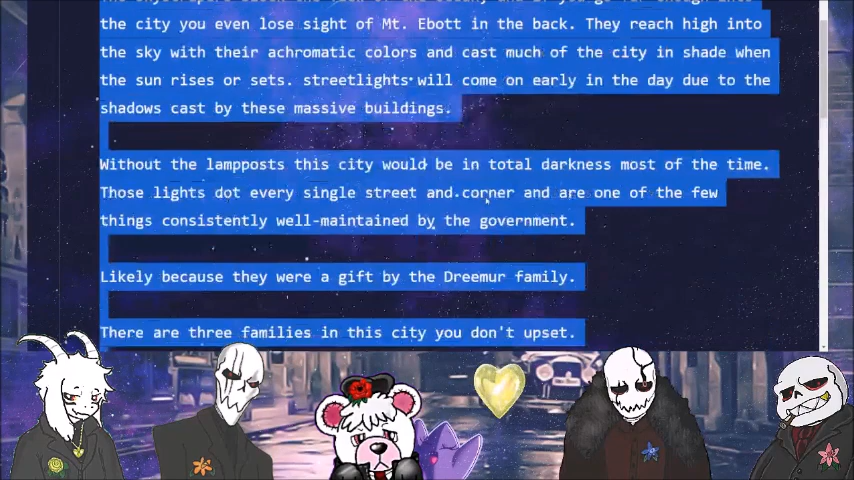 the city you even lose sight of Mt. Ebott in the back. They reach high into
the sky with their achromatic colors and cast much of the city in shade when
the sun rises or sets. streetlights will come on early in the day due to the
shadows cast by these massive buildings.
Without the lampposts this city would be in total darkness most of the time.
Those lights dot every single street and corner and are one of the few
things consistently well-maintained by the government.
Likely because they were a gift by the Dreemur family.
There are three families in this city you don't upset.